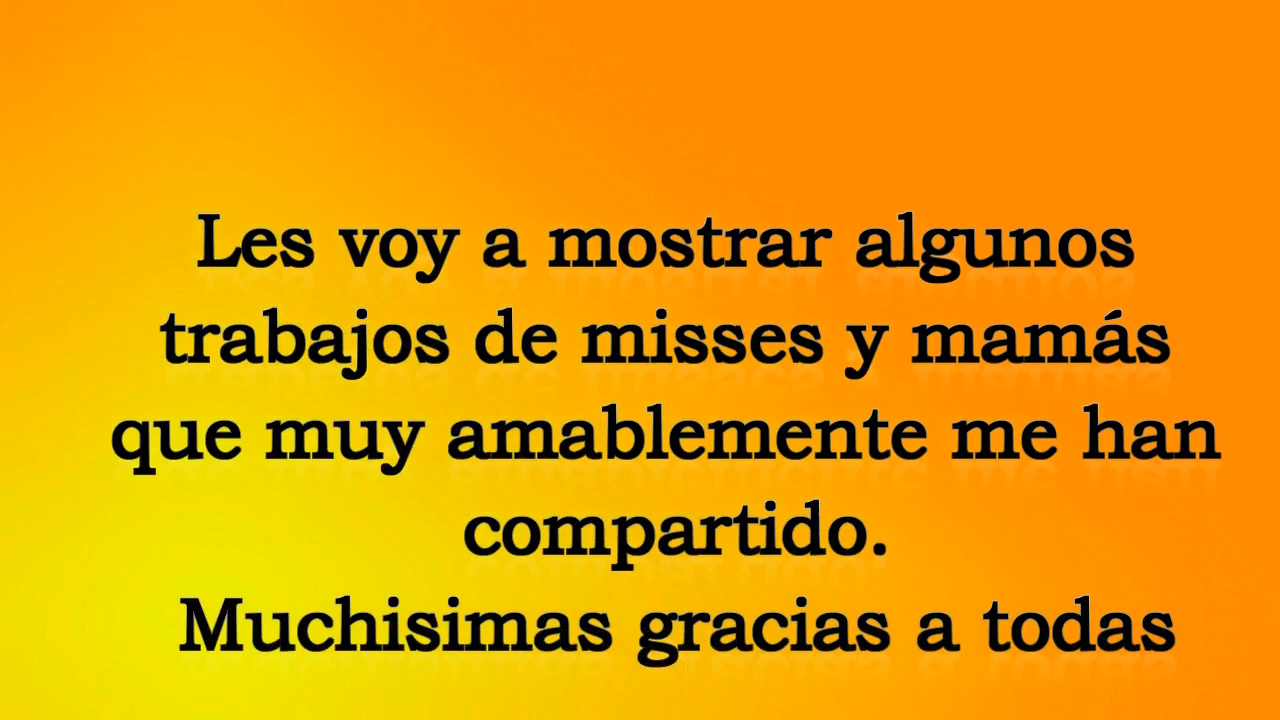 Les voy a mostrar algunos
trabajos de misses y mamás
que muy amablemente me han
compartido.
Muchisimas gracias a todas